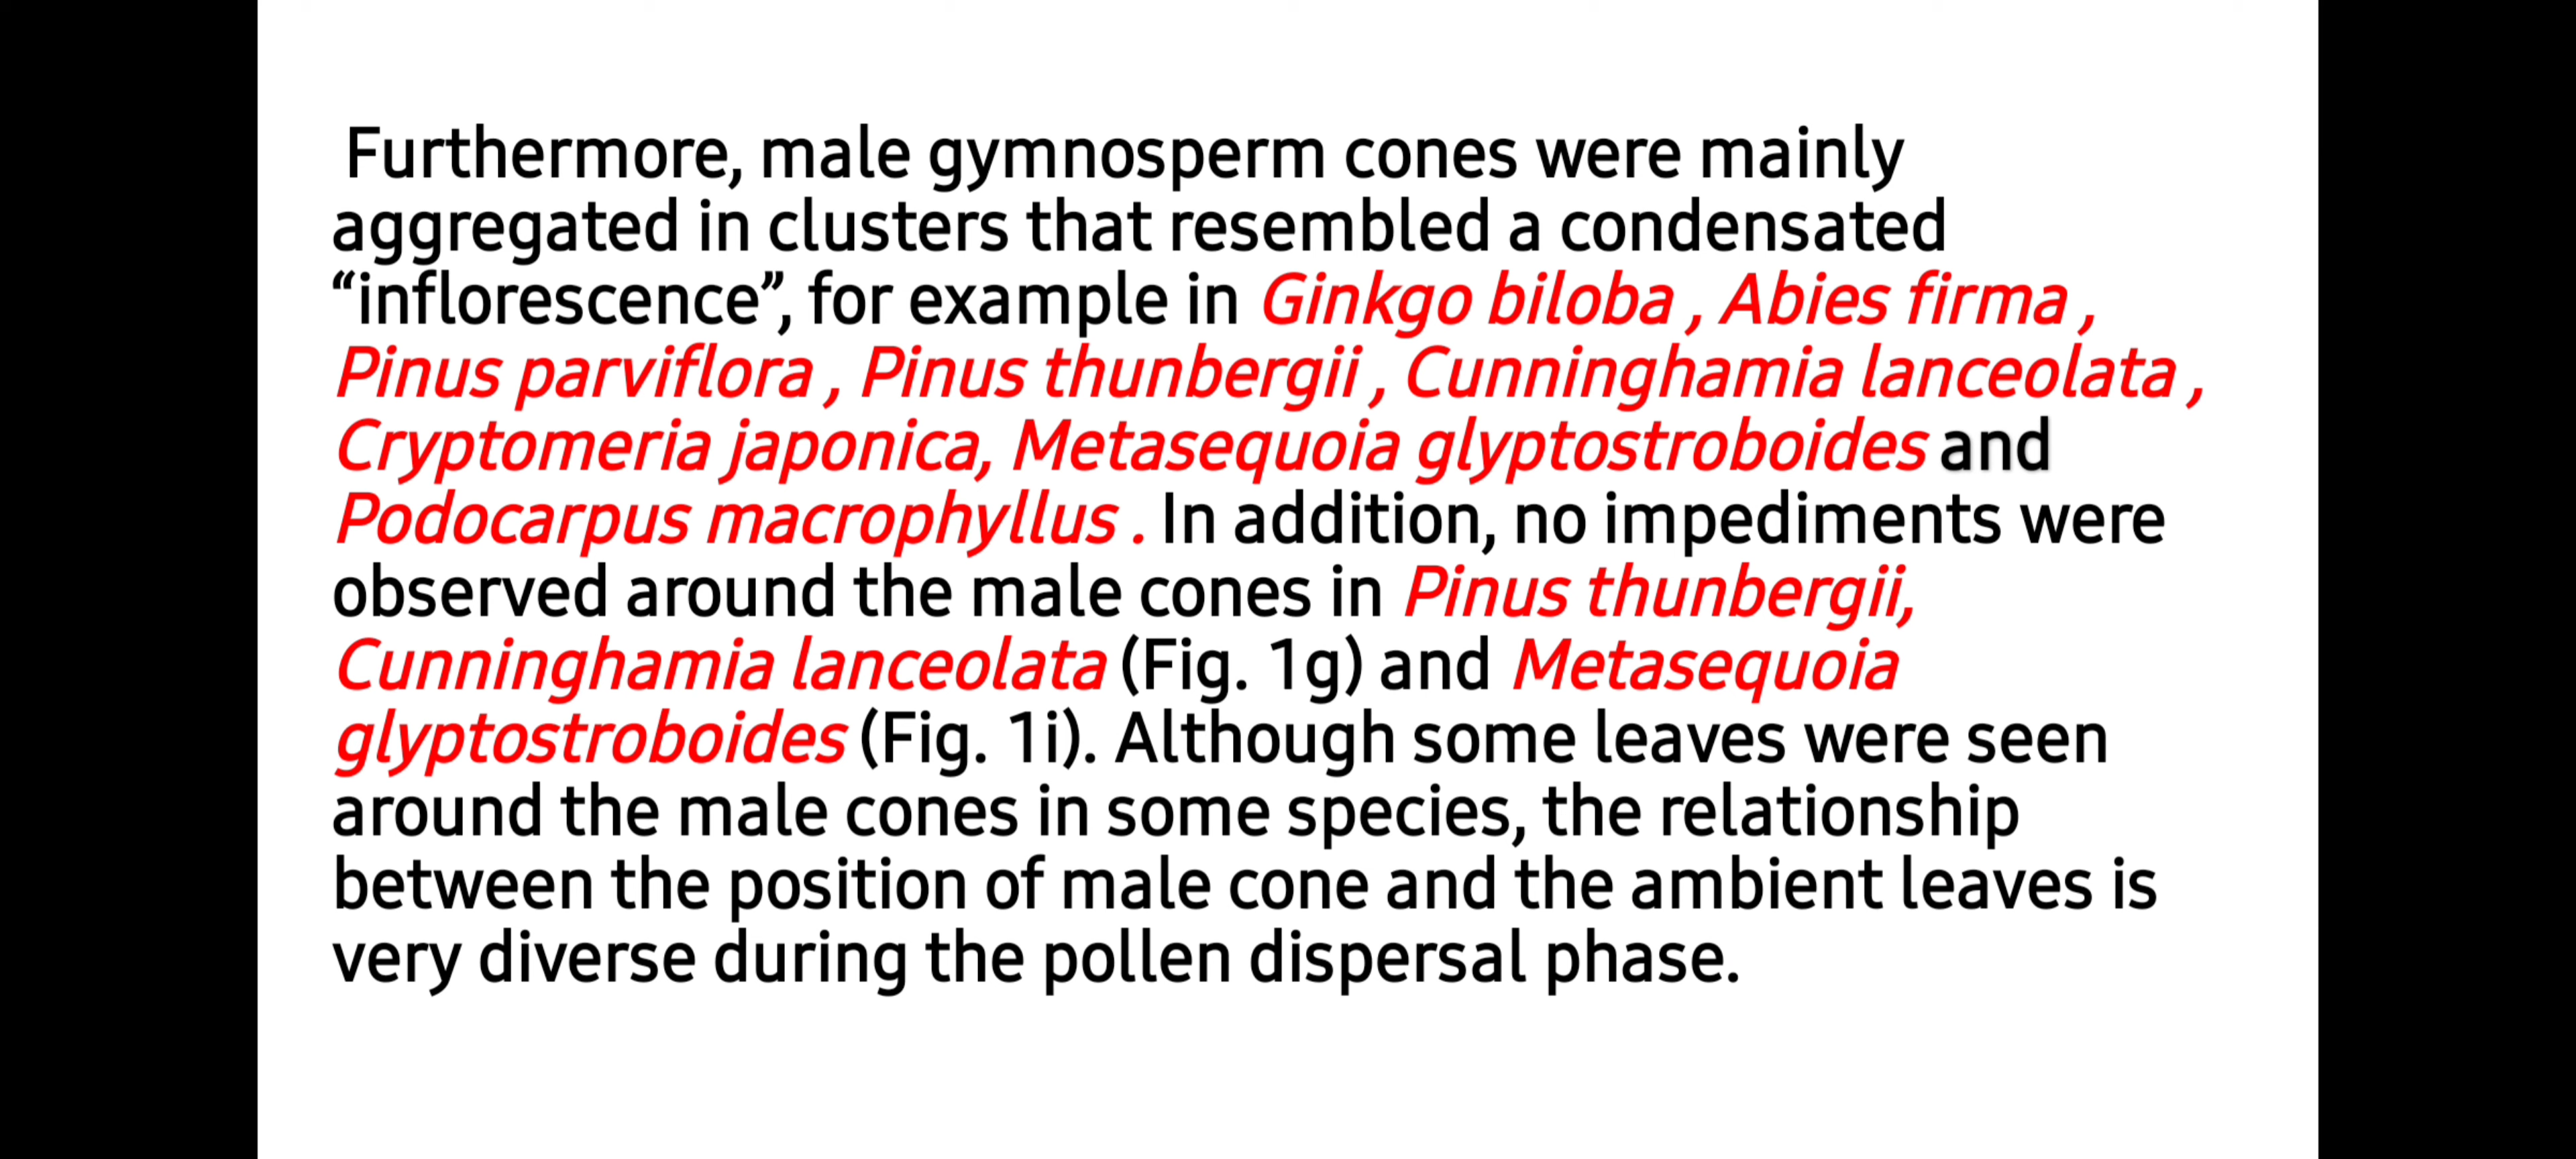 Furthermore, male gymnosperm cones were mainly
aggregated in clusters that resembled a condensated
“inflorescence”, for example in Ginkgo biloba , Abies firma ,
Pinus parviflora , Pinus thunbergii , Cunninghamia lanceolata ,
Cryptomeria japonica, Metasequoia glyptostroboides and
Podocarpus macrophyllus . In addition, no impediments were
observed around the male cones in Pinus thunbergii,
Cunninghamia lanceolata (Fig. 1g) and Metasequoia
glyptostroboides (Fig. 1i). Although some leaves were seen
around the male cones in some species, the relationship
between the position of male cone and the ambient leaves is
very diverse during the pollen dispersal phase.